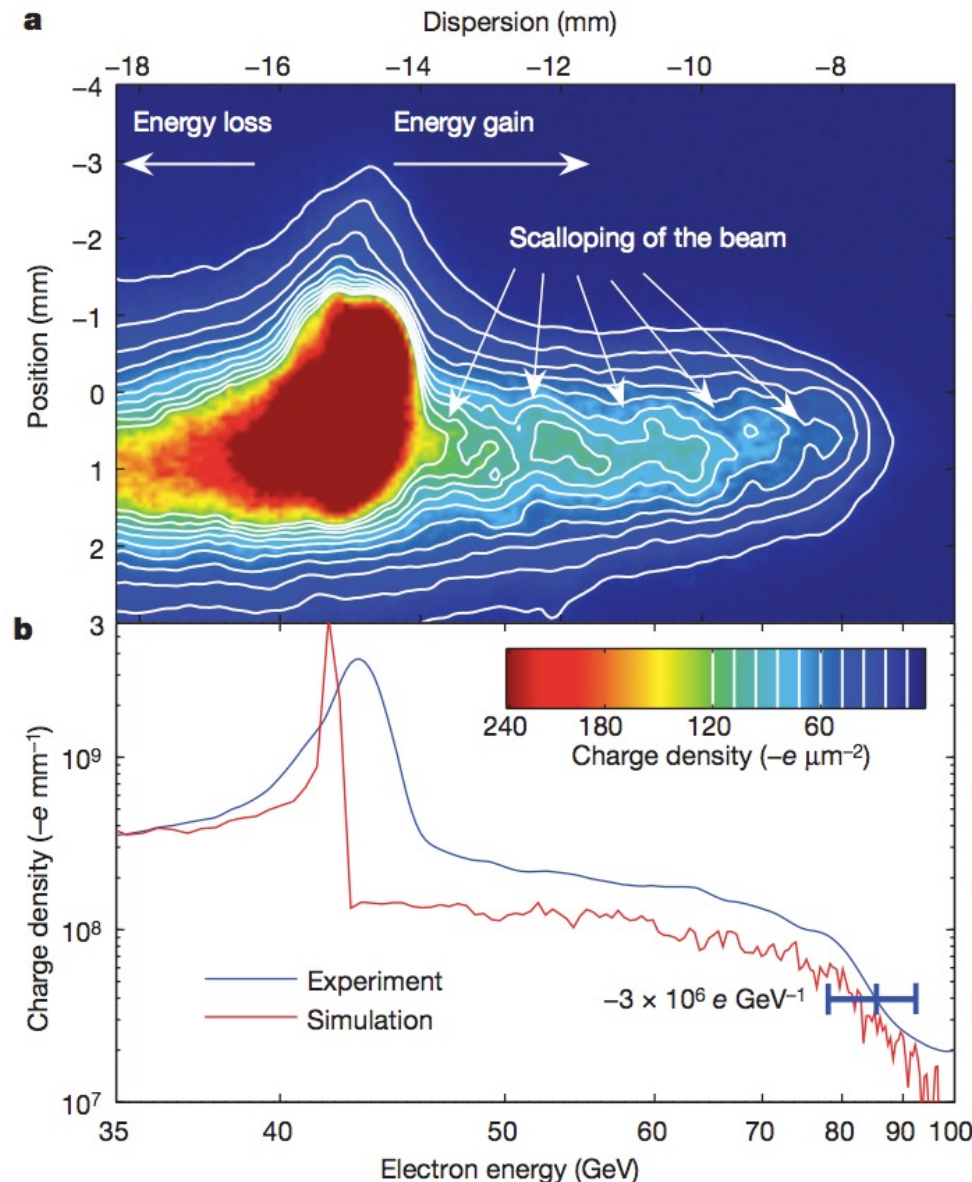 a
Dispersion (mm)
−18 −16 −14 −12 −10 −8
−4
Energy loss Energy gain
−3
−2
Scalloping of the beam
−1
Position (mm)
0
1
2
b
3
240 180 120 60
Charge density (−e μm⁻²)
10⁹
Charge density (−e mm⁻¹)
10⁸
Experiment
−3 × 10⁶ e GeV⁻¹
Simulation
10⁷
35 40 50 60 70 80 90 100
Electron energy (GeV)